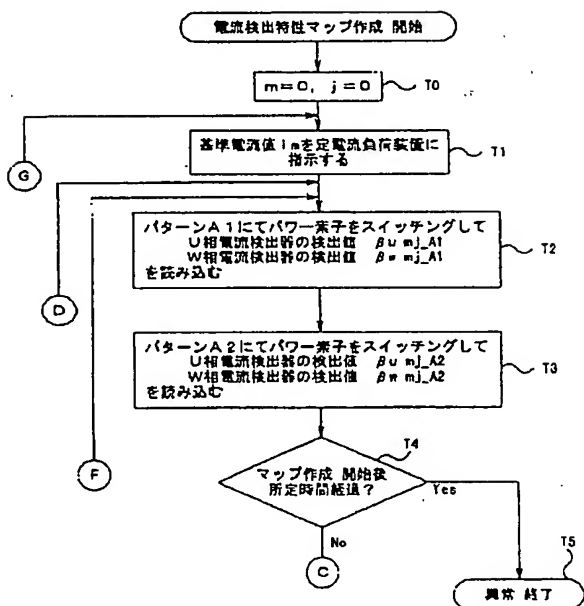 電流検出特性マップ作成 開始
m=0, j=0
T0
基準電流値imを定電流負荷装置に
指示する
T1
G
パターンA1にてパワー素子をスイッチングして
U相電流検出器の検出値 βu mj_A1
W相電流検出器の検出値 βw mj_A1
を読み込む
T2
D
パターンA2にてパワー素子をスイッチングして
U相電流検出器の検出値 βu mj_A2
W相電流検出器の検出値 βw mj_A2
を読み込む
T3
F
T4
マップ作成 開始後
所定時間経過?
Yes
No
C
T5
異常 終了